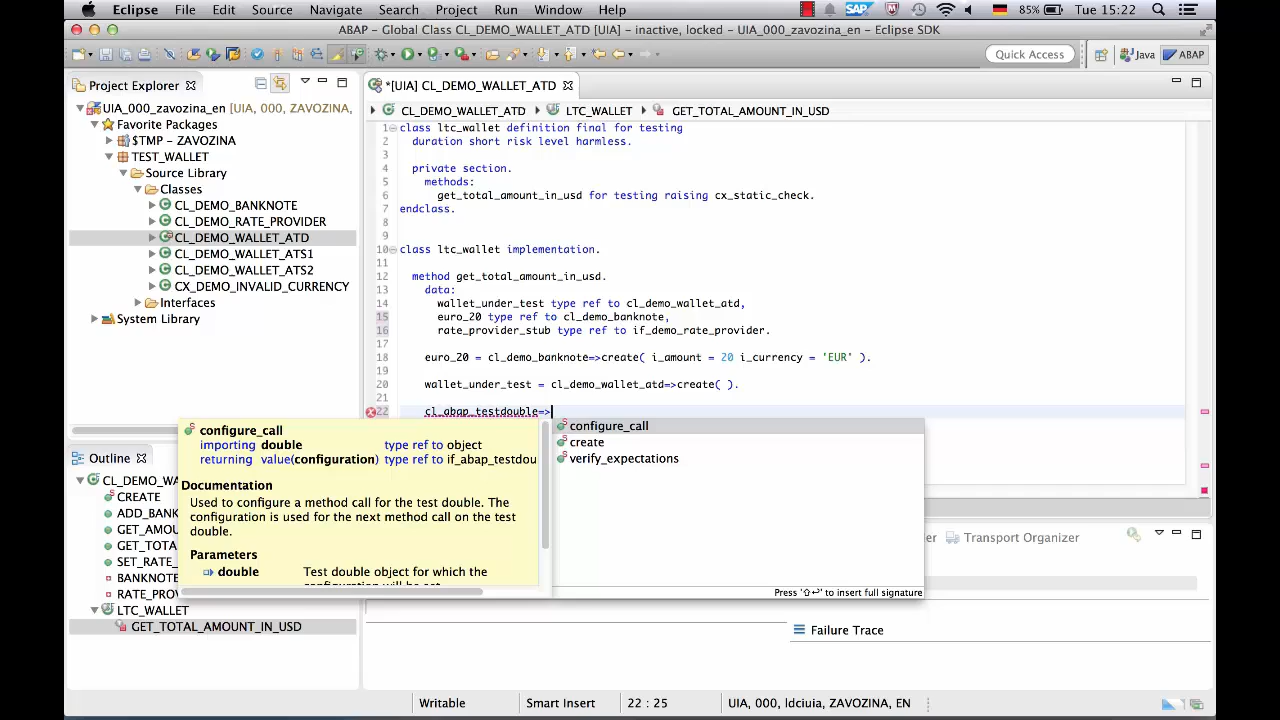 Eclipse File Edit Source Navigate Search Project Run Window Help
SAP 85% Tue 15:22
ABAP - Global Class CL_DEMO_WALLET_ATD [UIA] - inactive, locked - UIA_000_zavozina_en - Eclipse SDK
Quick Access Java ABAP
Project Explorer
UIA_000_zavozina_en [UIA, 000, ZAVOZINA,
Favorite Packages
$TMP - ZAVOZINA
TEST_WALLET
Source Library
Classes
CL_DEMO_BANKNOTE
CL_DEMO_RATE_PROVIDER
CL_DEMO_WALLET_ATD
CL_DEMO_WALLET_ATS1
CL_DEMO_WALLET_ATS2
CX_DEMO_INVALID_CURRENCY
Interfaces
System Library
*[UIA] CL_DEMO_WALLET_ATD
CL_DEMO_WALLET_ATD LTC_WALLET GET_TOTAL_AMOUNT_IN_USD
1 class ltc_wallet definition final for testing
2 duration short risk level harmless.
3
4 private section.
5 methods:
6 get_total_amount_in_usd for testing raising cx_static_check.
7 endclass.
8
9
10 class ltc_wallet implementation.
11
12 method get_total_amount_in_usd.
13 data:
14 wallet_under_test type ref to cl_demo_wallet_atd,
15 euro_20 type ref to cl_demo_banknote,
16 rate_provider_stub type ref to if_demo_rate_provider.
17
18 euro_20 = cl_demo_banknote=>create( i_amount = 20 i_currency = 'EUR' ).
19
20 wallet_under_test = cl_demo_wallet_atd=>create( ).
21
22 cl_abap_testdouble=>
configure_call
importing double type ref to object
returning value(configuration) type ref to if_abap_testdou
Documentation
Used to configure a method call for the test double. The
configuration is used for the next method call on the test
double.
Parameters
double Test double object for which the
configuration will be set
configure_call
create
verify_expectations
Press '⇧↩' to insert full signature
Outline
CL_DEMO_WA
CREATE
ADD_BANK
GET_AMOU
GET_TOTA
SET_RATE_
BANKNOTE
RATE_PROV
LTC_WALLET
GET_TOTAL_AMOUNT_IN_USD
er Transport Organizer
Failure Trace
Writable Smart Insert 22 : 25 UIA, 000, ldciuia, ZAVOZINA, EN